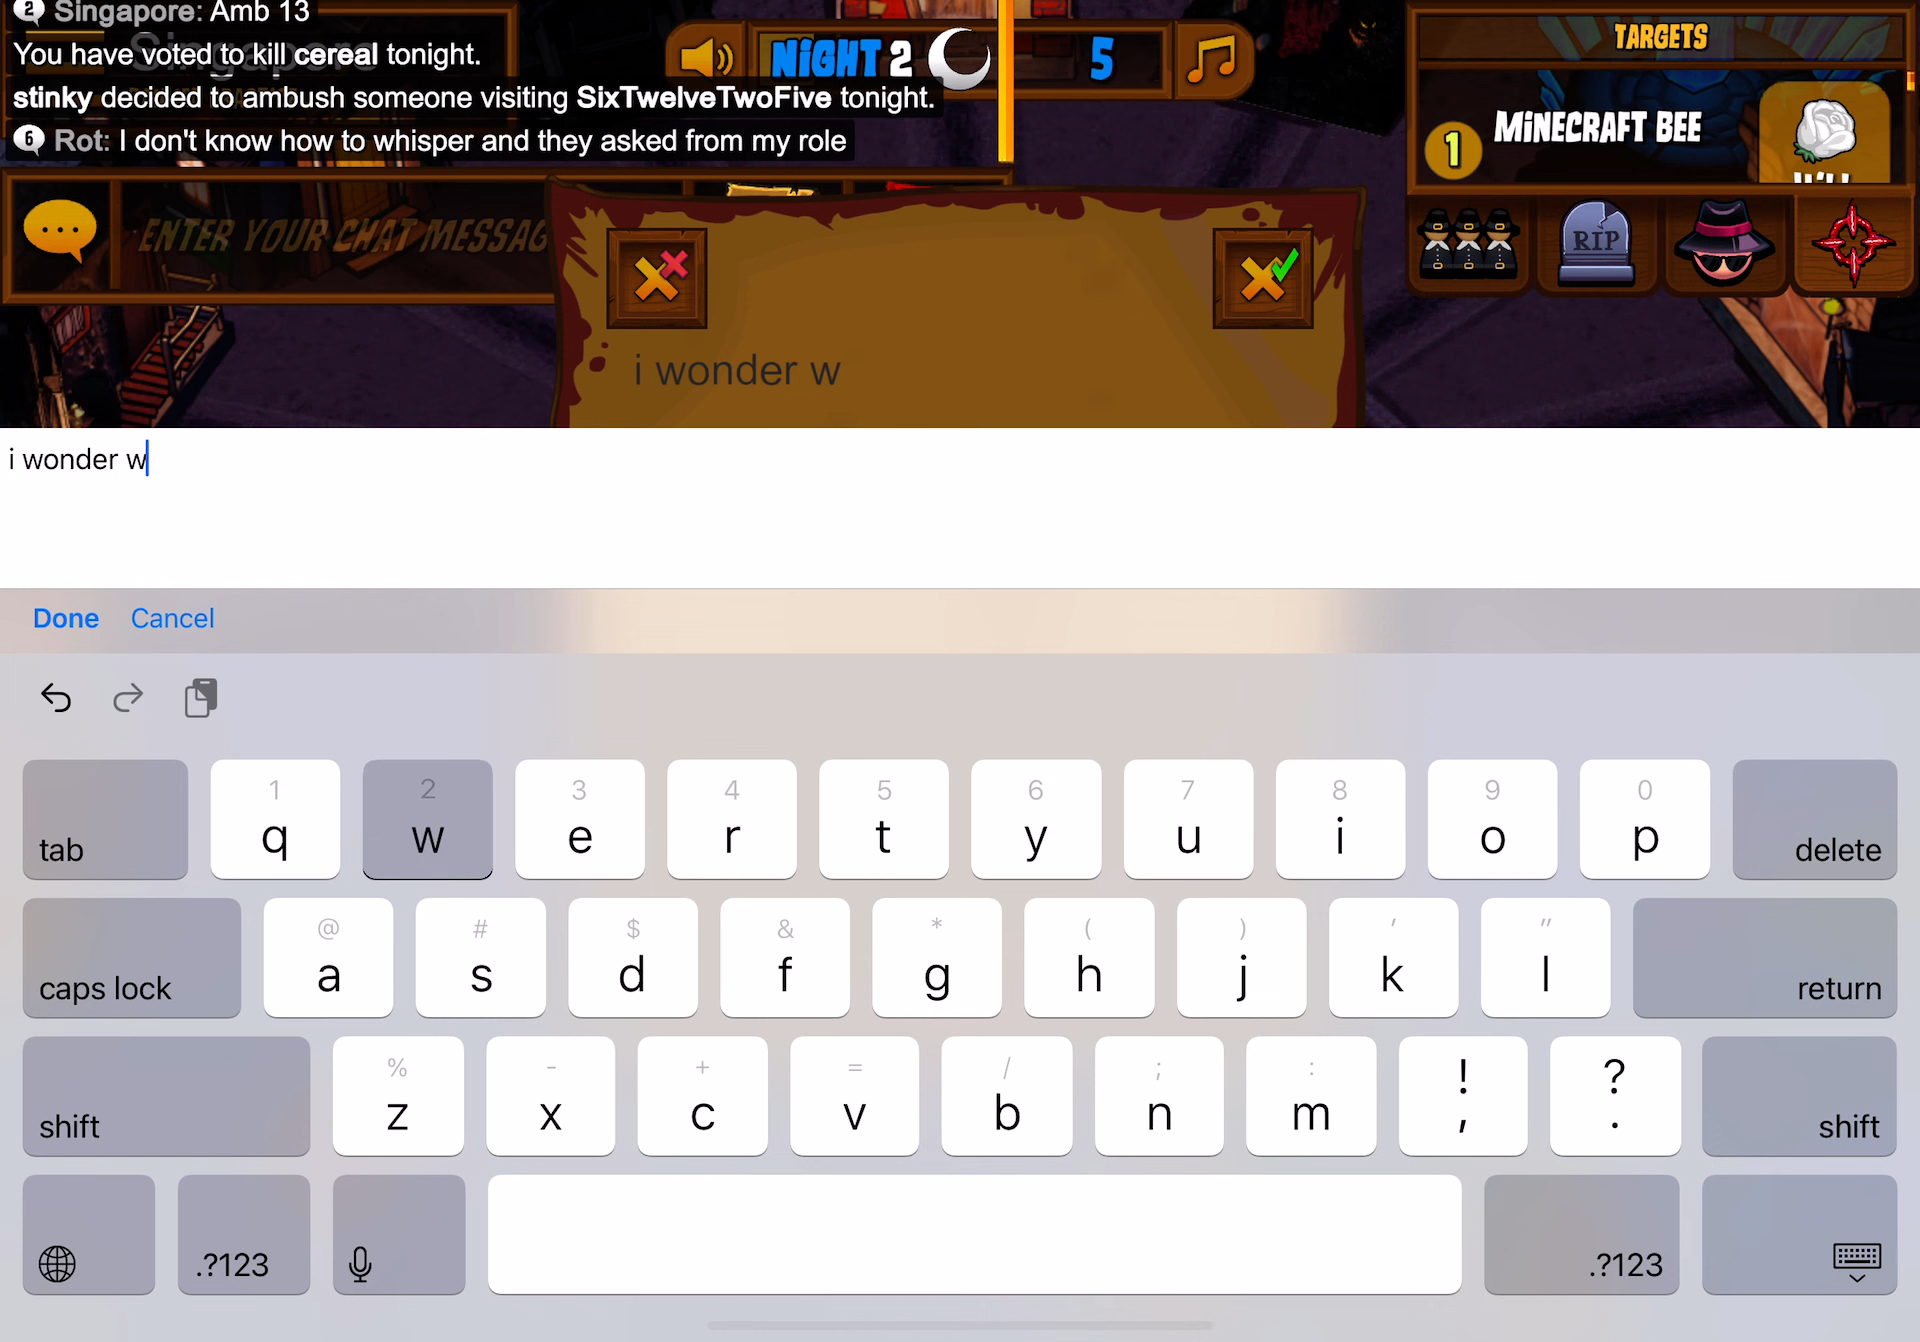 2 Singapore: Amb 13
Singapore
You have voted to kill cereal tonight.
stinky decided to ambush someone visiting SixTwelveTwoFive tonight.
6 Rot: I don't know how to whisper and they asked from my role
NiGHT 2
5
TARGETS
1 MiNECRAFT BEE
ENTER YOUR CHAT MESSAG
RIP
i wonder w
i wonder w
Done Cancel
1 2 3 4 5 6 7 8 9 0
tab q w e r t y u i o p delete
@ # $ & * ( ) ' "
caps lock a s d f g h j k l return
% - + = / ; : ! ?
shift z x c v b n m , . shift
.?123 .?123